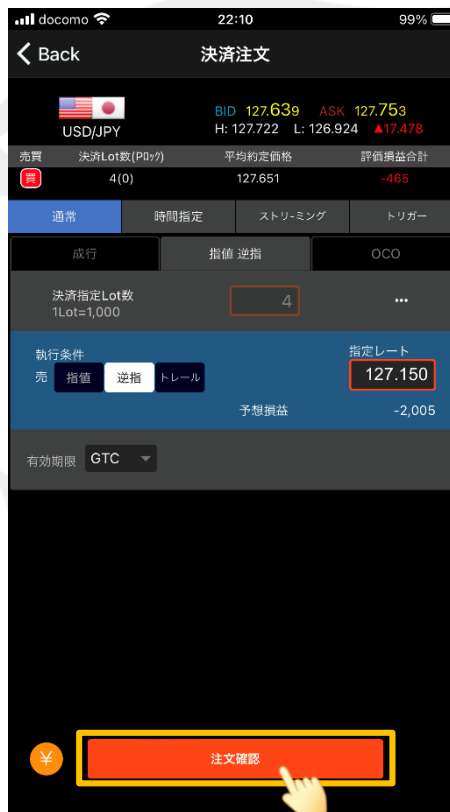 docomo 22:10 99%
Back 決済注文
USD/JPY
BID 127.639 ASK 127.753
H: 127.722 L: 126.924 ▲17.478
売買 決済Lot数(Pロック) 平均約定価格 評価損益合計
買 4(0) 127.651 -465
通常 時間指定 ストリーミング トリガー
成行 指値 逆指 OCO
決済指定Lot数 4 •••
1Lot=1,000
執行条件 指定レート
売 指値 逆指 トレール 127.150
予想損益 -2,005
有効期限 GTC
¥ 注文確認